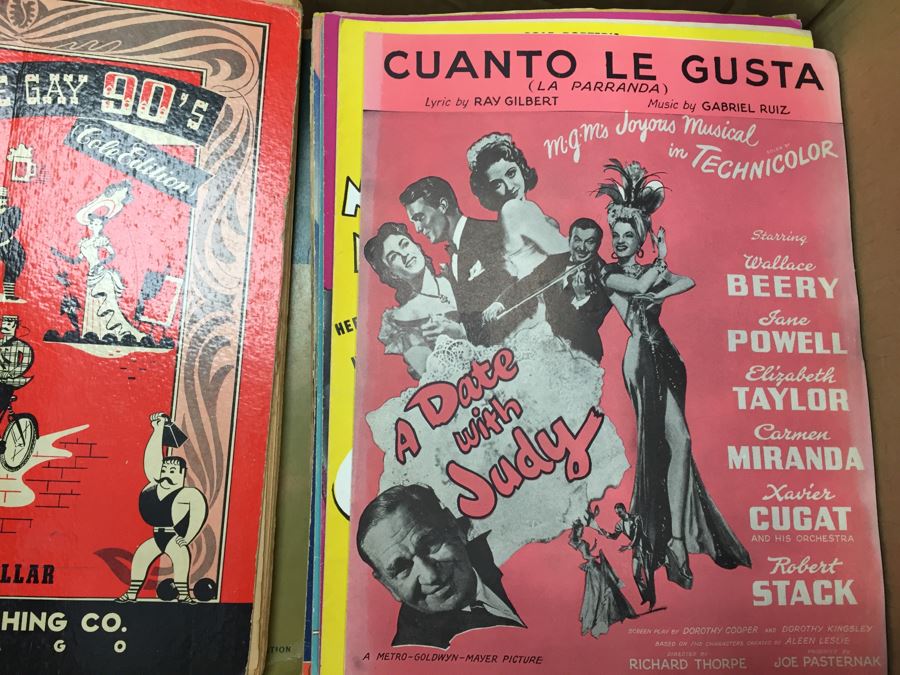 GAY 90's
Cole Edition
LLAR
HING CO.
G O
CUANTO LE GUSTA
(LA PARRANDA)
Lyric by RAY GILBERT Music by GABRIEL RUIZ
M-G-M's Joyous Musical
in TECHNICOLOR
COLOR BY
Starring
Wallace
BEERY
Jane
POWELL
Elizabeth
TAYLOR
Carmen
MIRANDA
Xavier
CUGAT
AND HIS ORCHESTRA
Robert
STACK
A Date
with
Judy
SCREEN PLAY BY DOROTHY COOPER AND DOROTHY KINGSLEY
BASED ON THE CHARACTERS CREATED BY ALEEN LESLIE
DIRECTED BY PRODUCED BY
RICHARD THORPE JOE PASTERNAK
A METRO-GOLDWYN-MAYER PICTURE